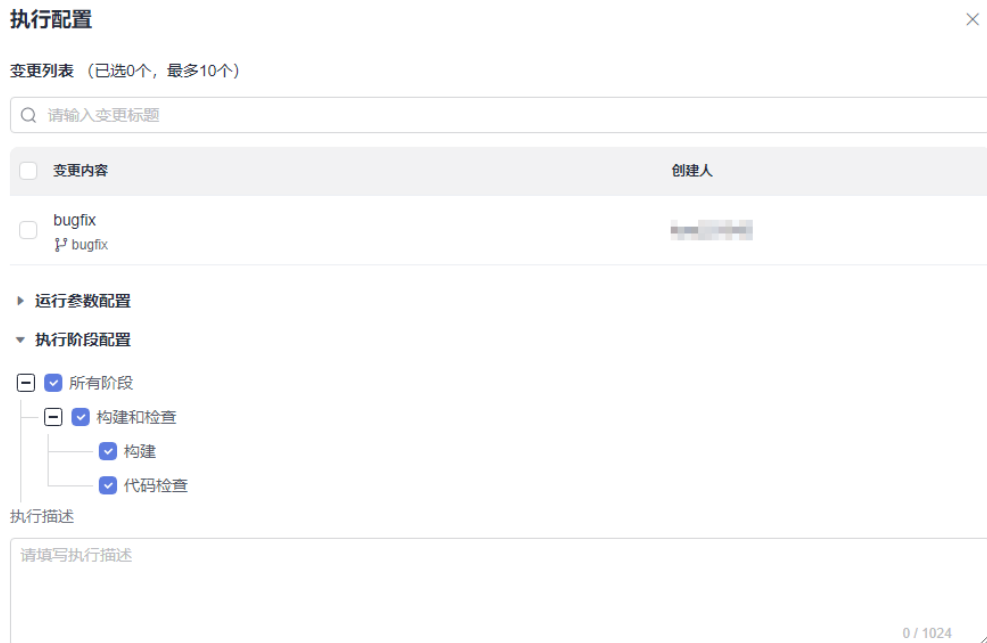 执行配置
变更列表 （已选0个，最多10个）
请输入变更标题
变更内容 创建人
bugfix
bugfix
运行参数配置
执行阶段配置
所有阶段
构建和检查
构建
代码检查
执行描述
请填写执行描述
0 / 1024